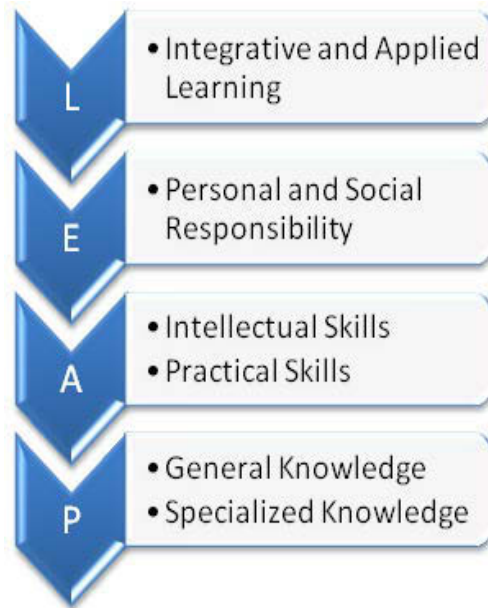 L
• Integrative and Applied
Learning
E
• Personal and Social
Responsibility
A
• Intellectual Skills
• Practical Skills
P
• General Knowledge
• Specialized Knowledge